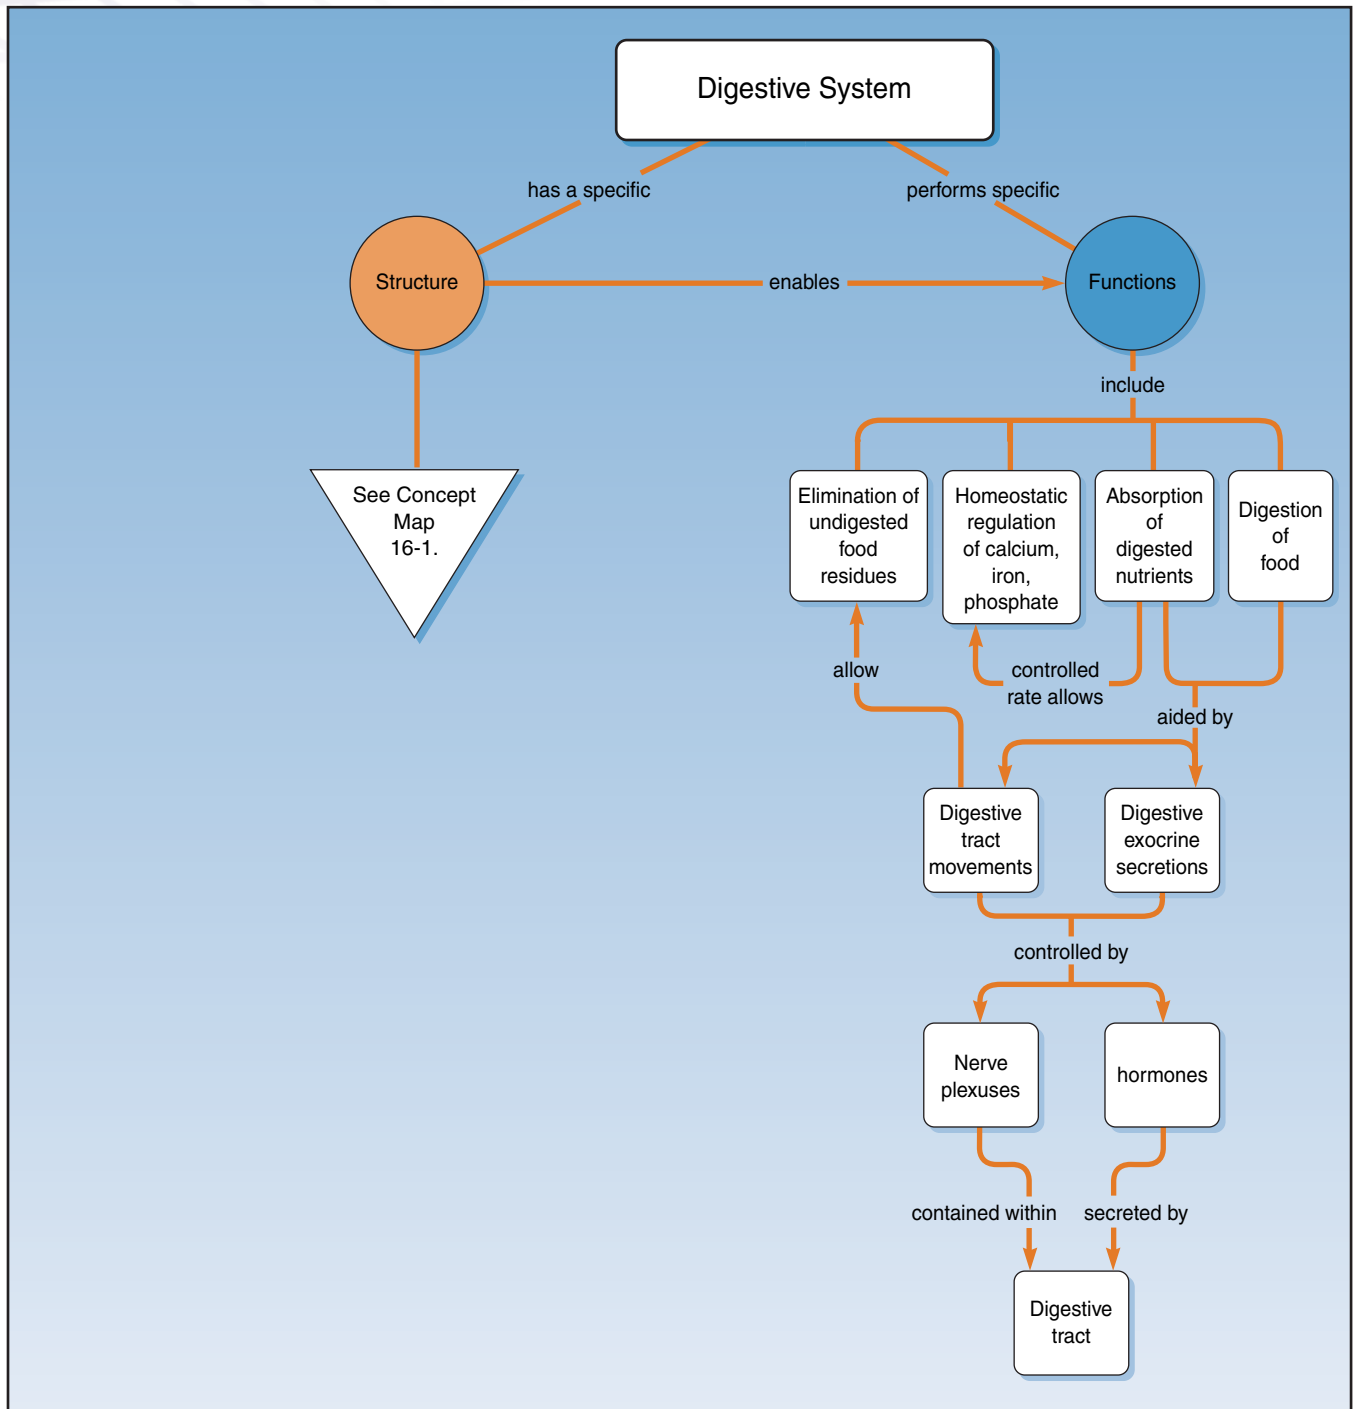 Digestive System
has a specific
performs specific
Structure
enables
Functions
See Concept
Map
16-1.
include
Elimination of
undigested
food
residues
Homeostatic
regulation
of calcium,
iron,
phosphate
Absorption
of
digested
nutrients
Digestion
of
food
allow
controlled
rate allows
aided by
Digestive
tract
movements
Digestive
exocrine
secretions
controlled by
Nerve
plexuses
hormones
contained within
secreted by
Digestive
tract